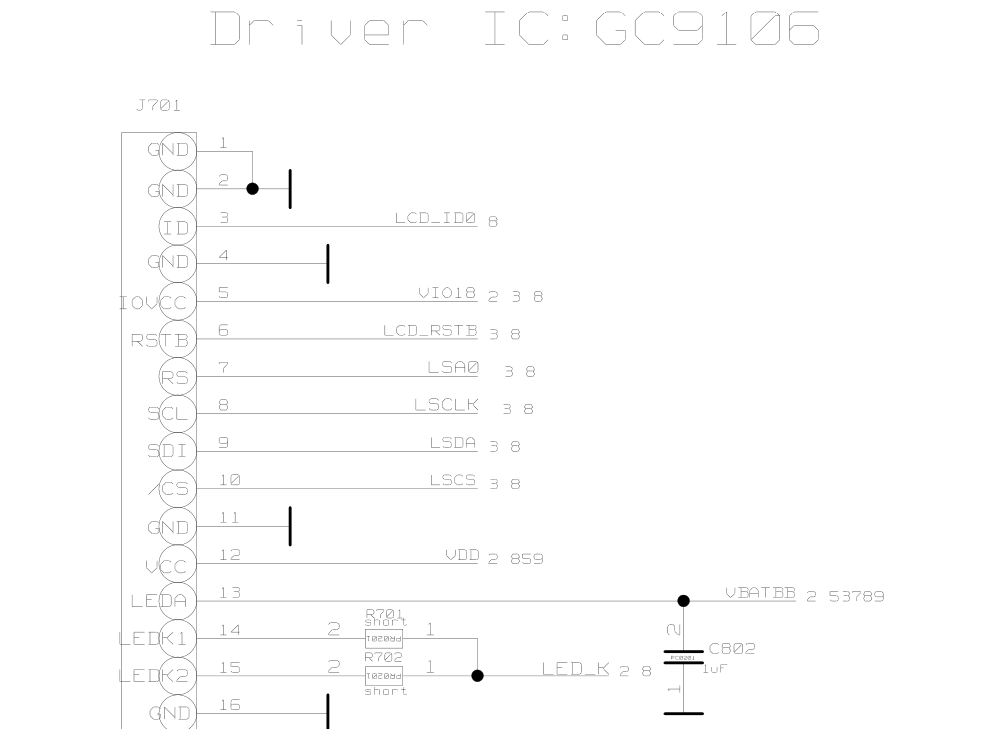 Driver IC:GC9106
J701
GND 1
GND 2
ID 3 LCD_ID0 8
GND 4
IOVCC 5 VIO18 2 3 8
RSTB 6 LCD_RSTB 3 8
RS 7 LSA0 3 8
SCL 8 LSCLK 3 8
SDI 9 LSDA 3 8
/CS 10 LSCS 3 8
GND 11
VCC 12 VDD 2 859
LEDA 13 VBATBB 2 53789
R701
short
LEDK1 14 2 1 2
C802
R702
LEDK2 15 2 1 LED_K 2 8 1uF
short
1
GND 16